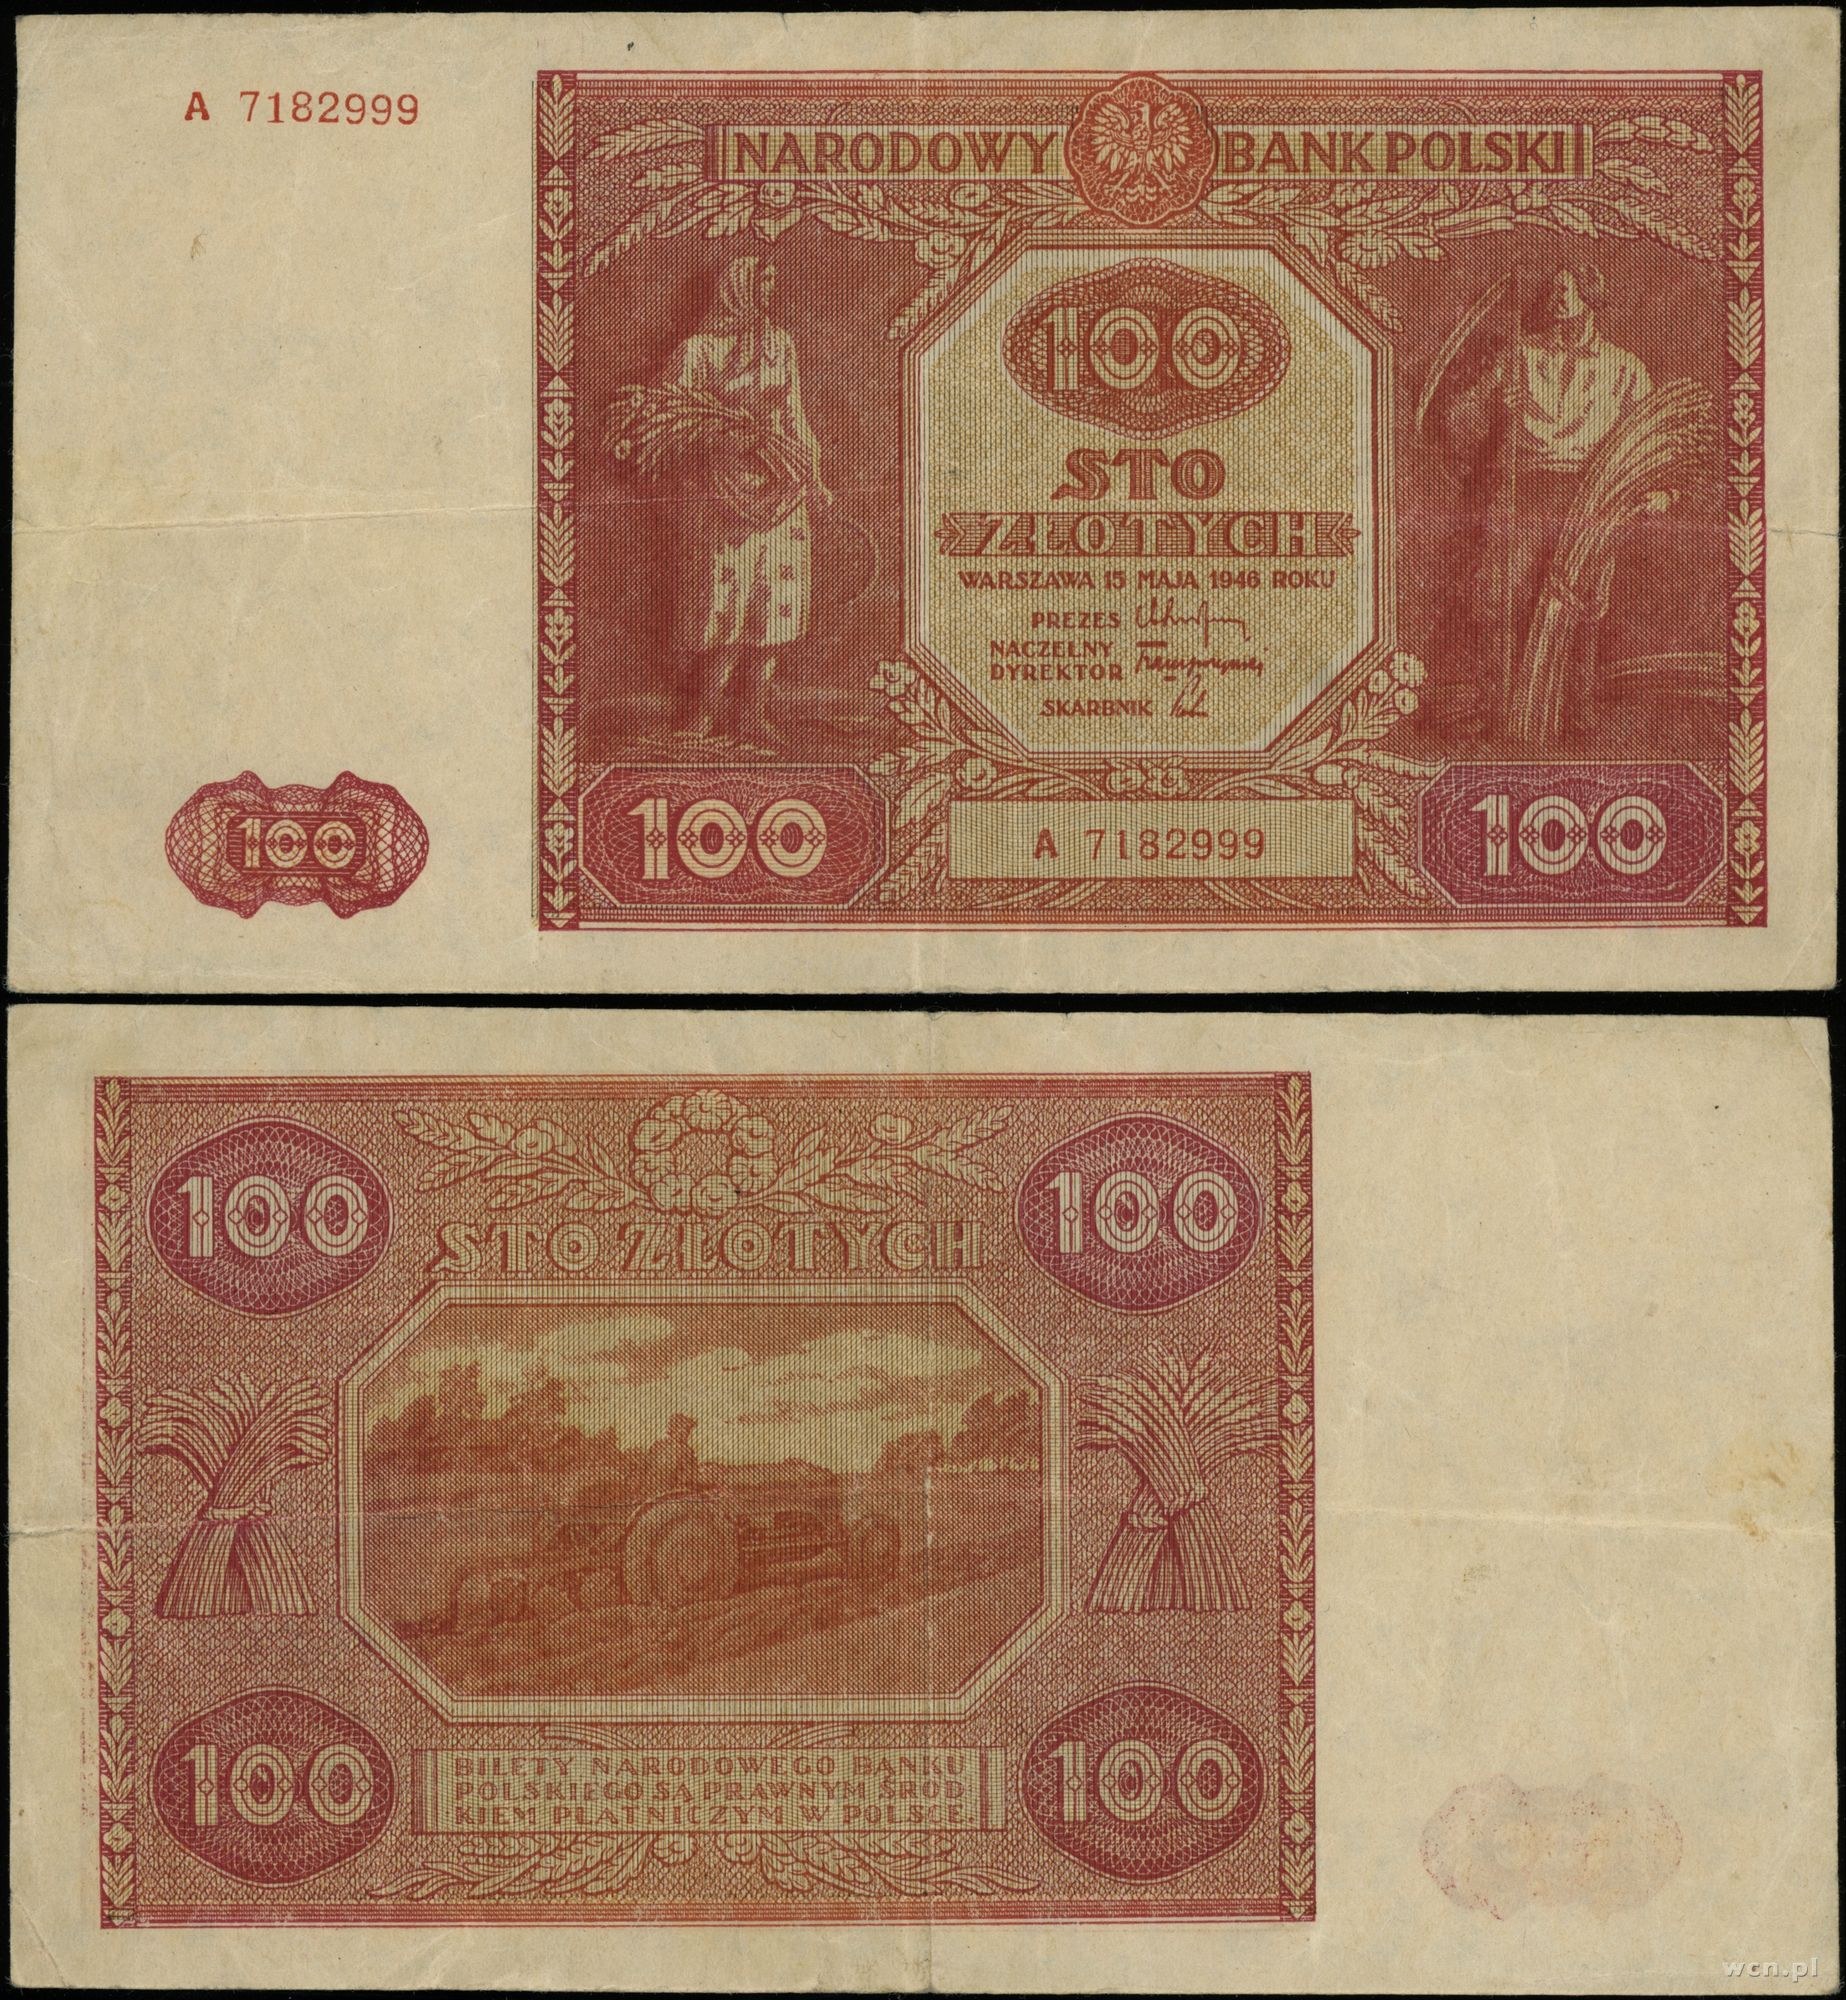 A 7182999
NARODOWY BANK POLSKI
100
STO
ZŁOTYCH
WARSZAWA 15 MAJA 1946 ROKU
PREZES
NACZELNY
DYREKTOR
SKARBNIK
100
100
A 7182999
100
100
100
STO ZŁOTYCH
100
BILETY NARODOWEGO BANKU
POLSKIEGO SĄ PRAWNYM ŚROD
KIEM PŁATNICZYM W POLSCE.
100
wcn.pl